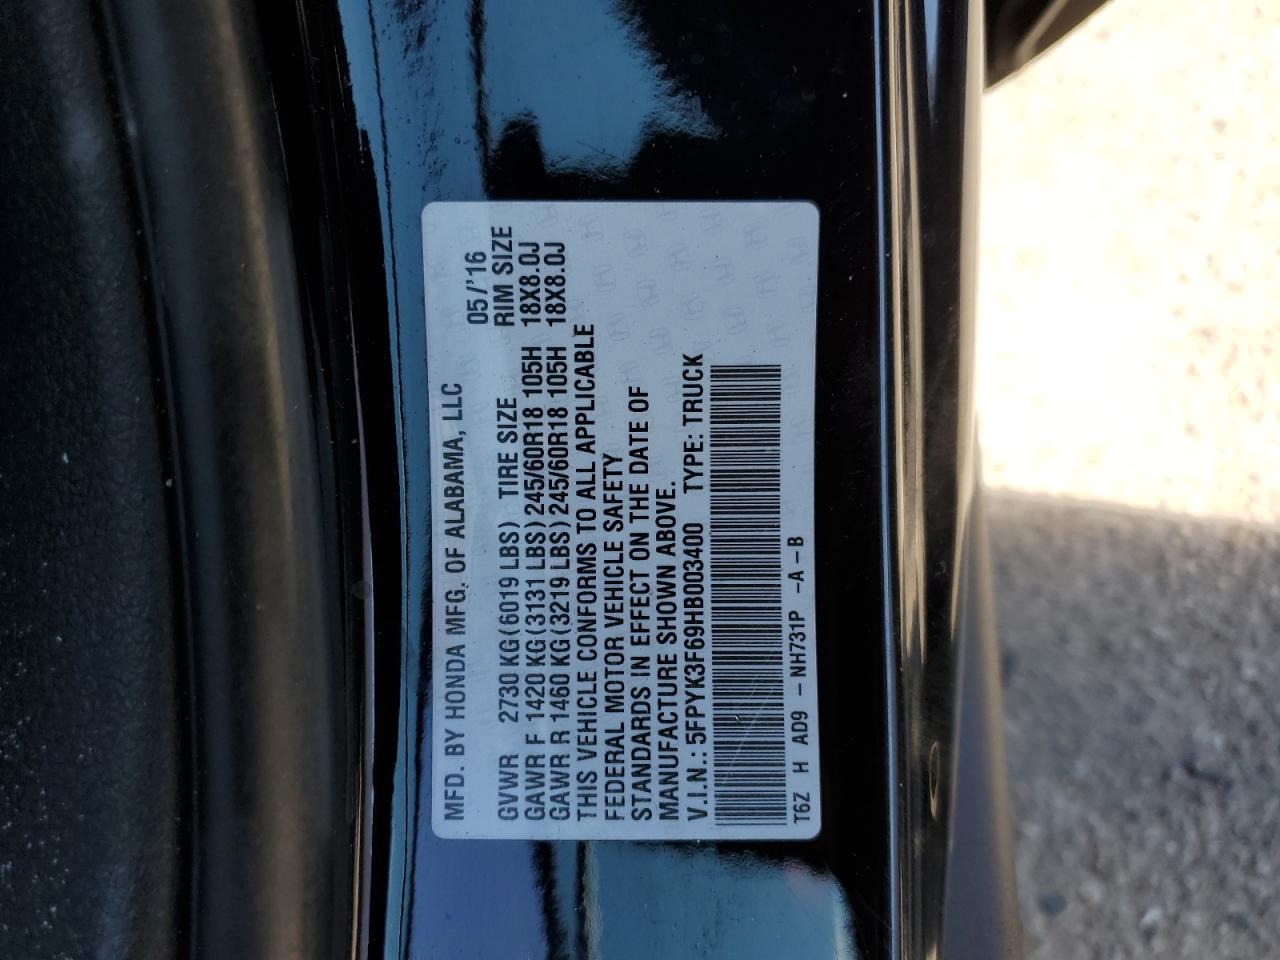 MFD. BY HONDA MFG. OF ALABAMA, LLC 05/'16
GVWR 2730 KG(6019 LBS) TIRE SIZE RIM SIZE
GAWR F 1420 KG(3131 LBS)245/60R18 105H 18X8.0J
GAWR R 1460 KG(3219 LBS)245/60R18 105H 18X8.0J
THIS VEHICLE CONFORMS TO ALL APPLICABLE
FEDERAL MOTOR VEHICLE SAFETY
STANDARDS IN EFFECT ON THE DATE OF
MANUFACTURE SHOWN ABOVE.
V.I.N.: 5FPYK3F69HB003400 TYPE: TRUCK
T6Z H AD9 -NH731P -A-B